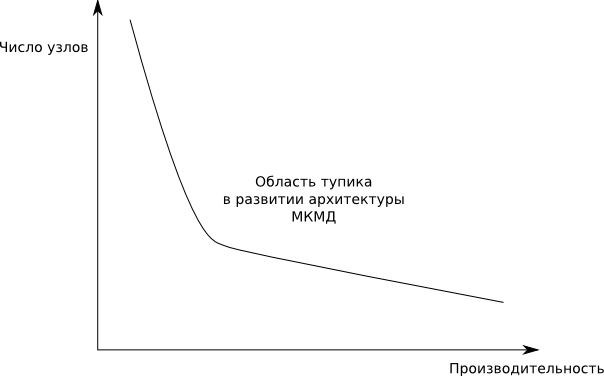 Число узлов
Область тупика
в развитии архитектуры
МКМД
Производительность